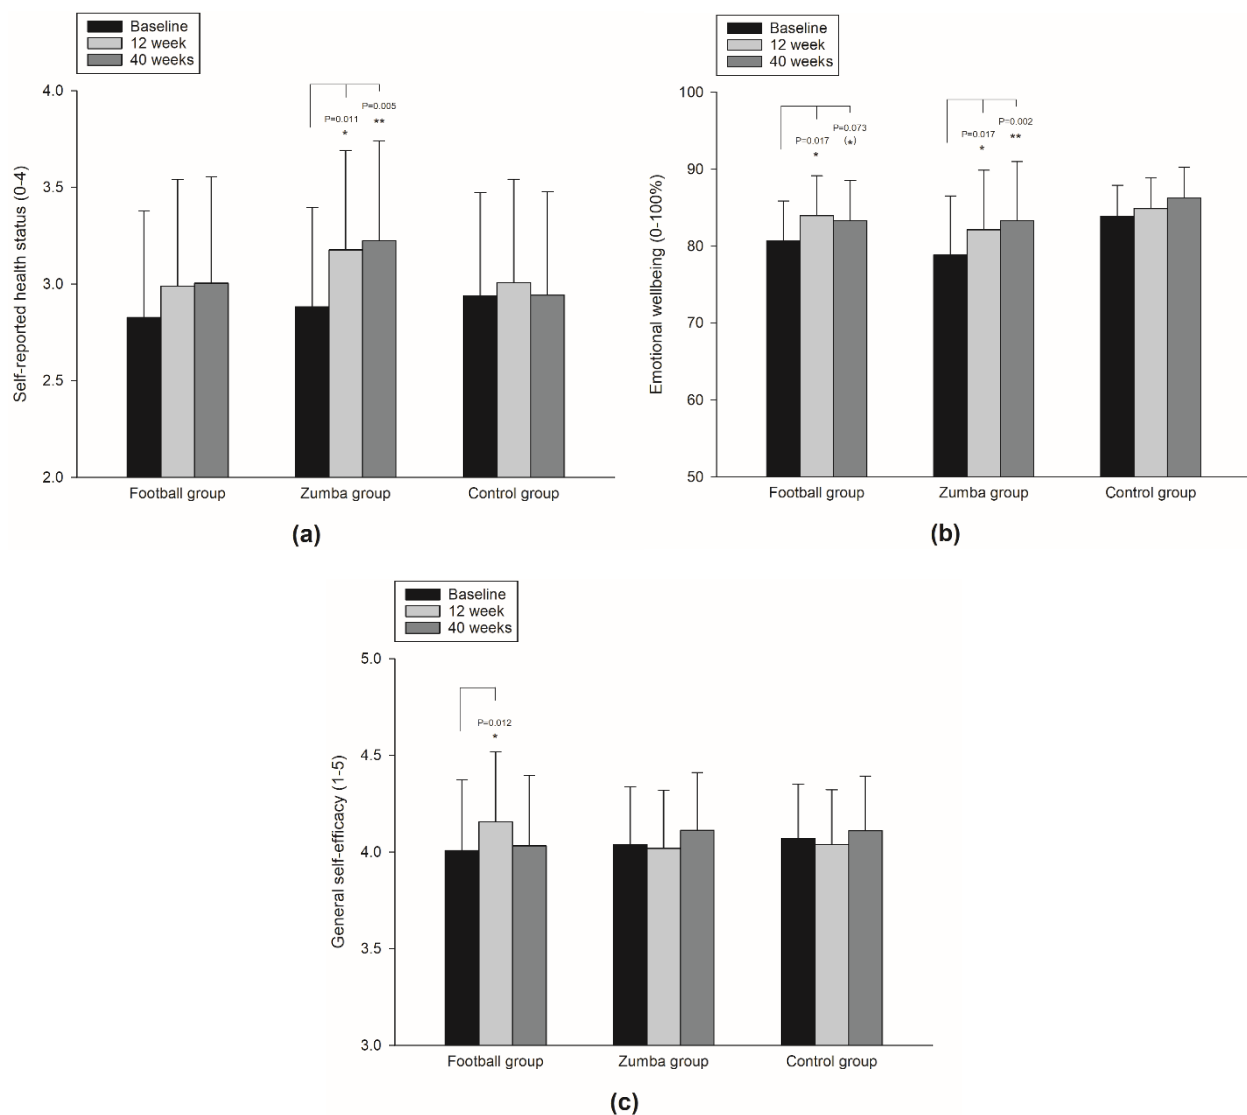 Baseline
12 week
40 weeks
4.0
3.5
3.0
2.5
2.0
Self-reported health status (0-4)
P=0.011
*
P=0.005
**
Football group
Zumba group
Control group
(a)
Baseline
12 week
40 weeks
100
90
80
70
60
50
Emotional wellbeing (0-100%)
P=0.017
*
P=0.073
(*)
P=0.017
*
P=0.002
**
Football group
Zumba group
Control group
(b)
Baseline
12 week
40 weeks
5.0
4.5
4.0
3.5
3.0
General self-efficacy (1-5)
P=0.012
*
Football group
Zumba group
Control group
(c)